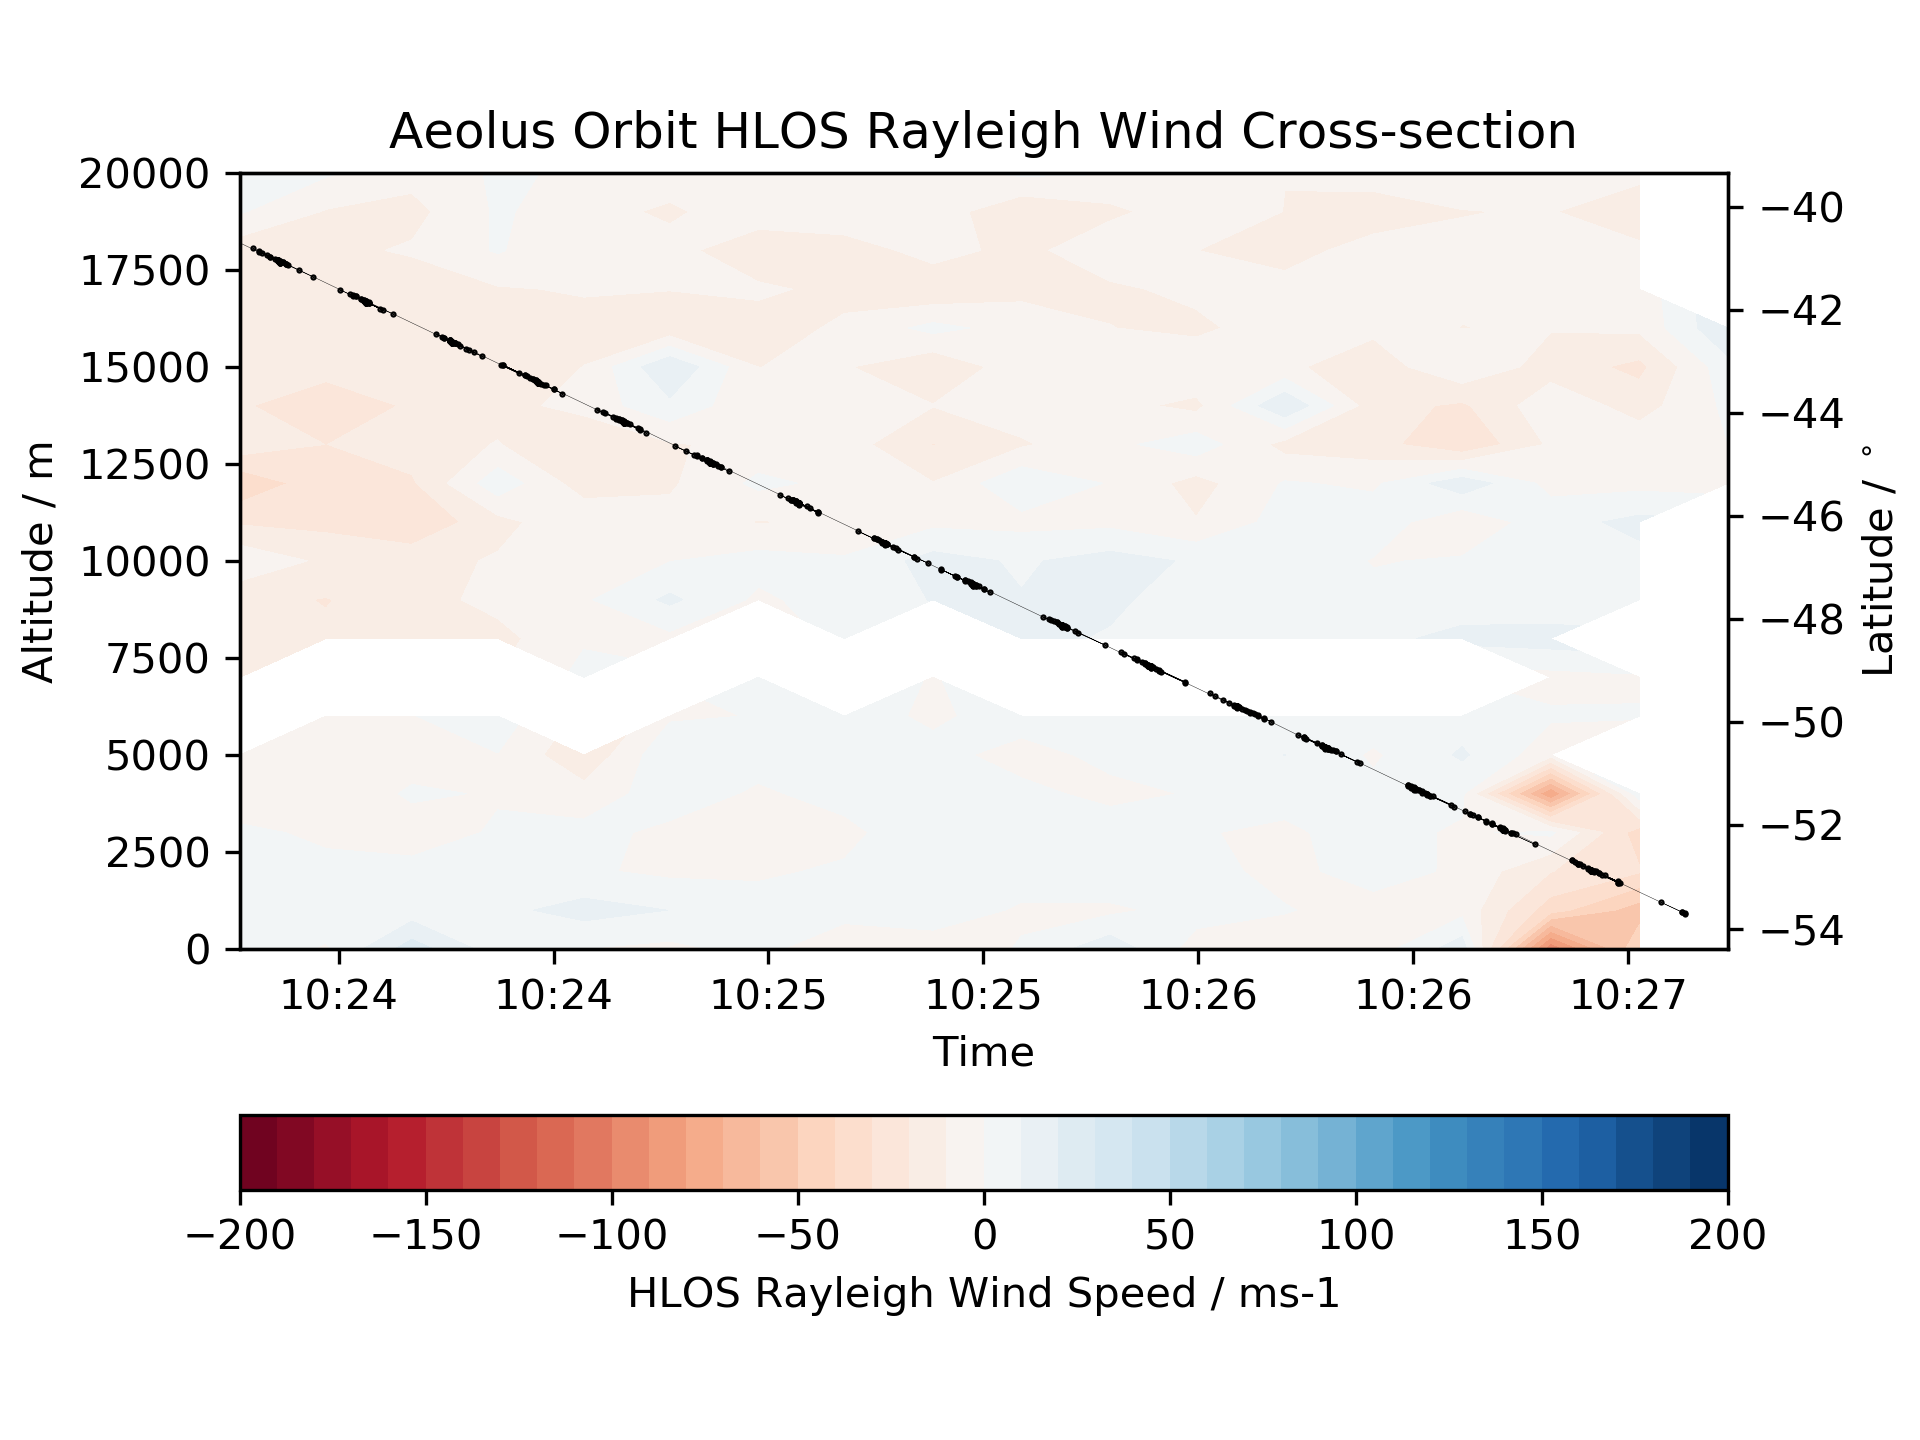 Aeolus Orbit HLOS Rayleigh Wind Cross-section
20000
17500
15000
12500
10000
7500
5000
2500
0
Altitude / m
−40
−42
−44
−46
−48
−50
−52
−54
Latitude / °
10:24 10:24 10:25 10:25 10:26 10:26 10:27
Time
−200 −150 −100 −50 0 50 100 150 200
HLOS Rayleigh Wind Speed / ms-1